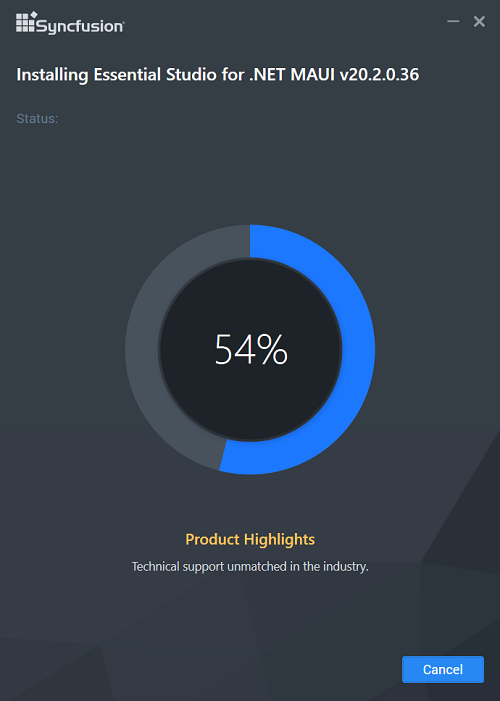 Syncfusion
Installing Essential Studio for .NET MAUI v20.2.0.36
Status:
54%
Product Highlights
Technical support unmatched in the industry.
Cancel